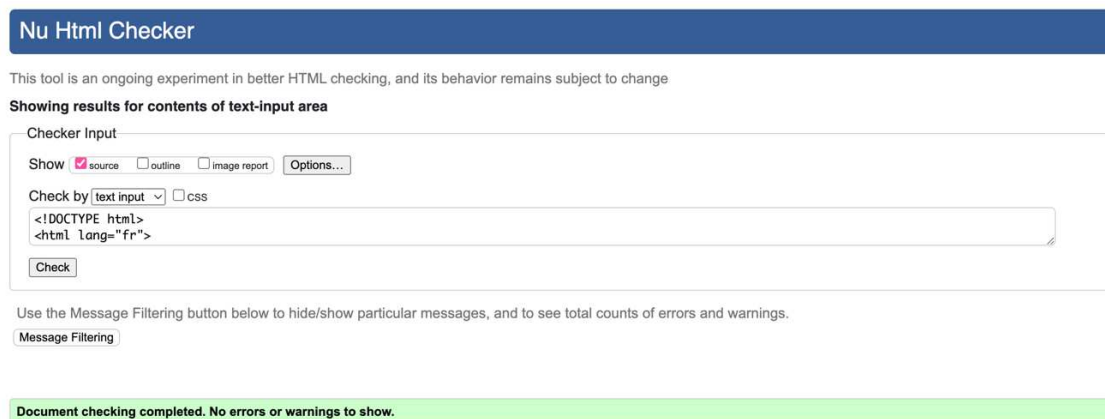 Nu Html Checker
This tool is an ongoing experiment in better HTML checking, and its behavior remains subject to change
Showing results for contents of text-input area
Checker Input
Show source outline image report Options...
Check by text input css
<!DOCTYPE html>
<html lang="fr">
Check
Use the Message Filtering button below to hide/show particular messages, and to see total counts of errors and warnings.
Message Filtering
Document checking completed. No errors or warnings to show.